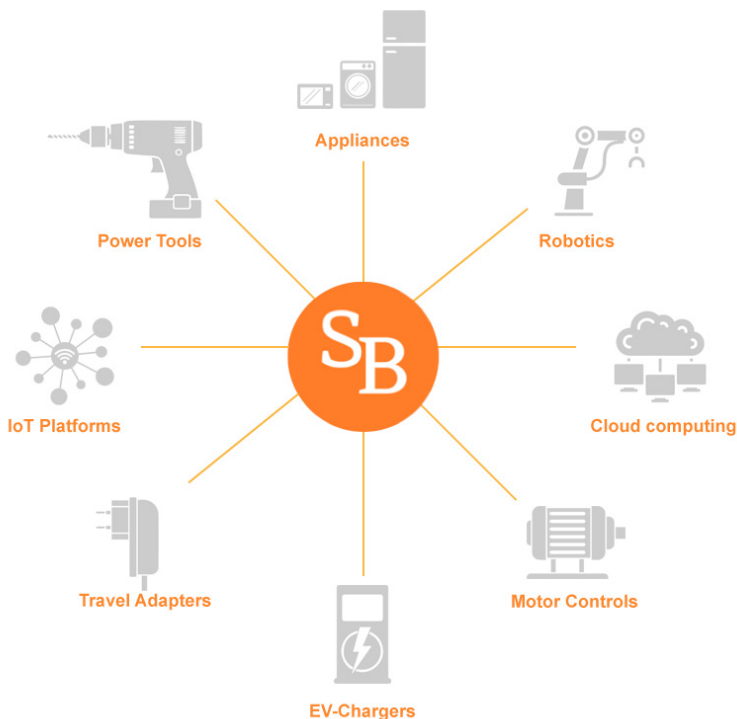 Appliances
Power Tools
Robotics
SB
IoT Platforms
Cloud computing
Travel Adapters
Motor Controls
EV-Chargers